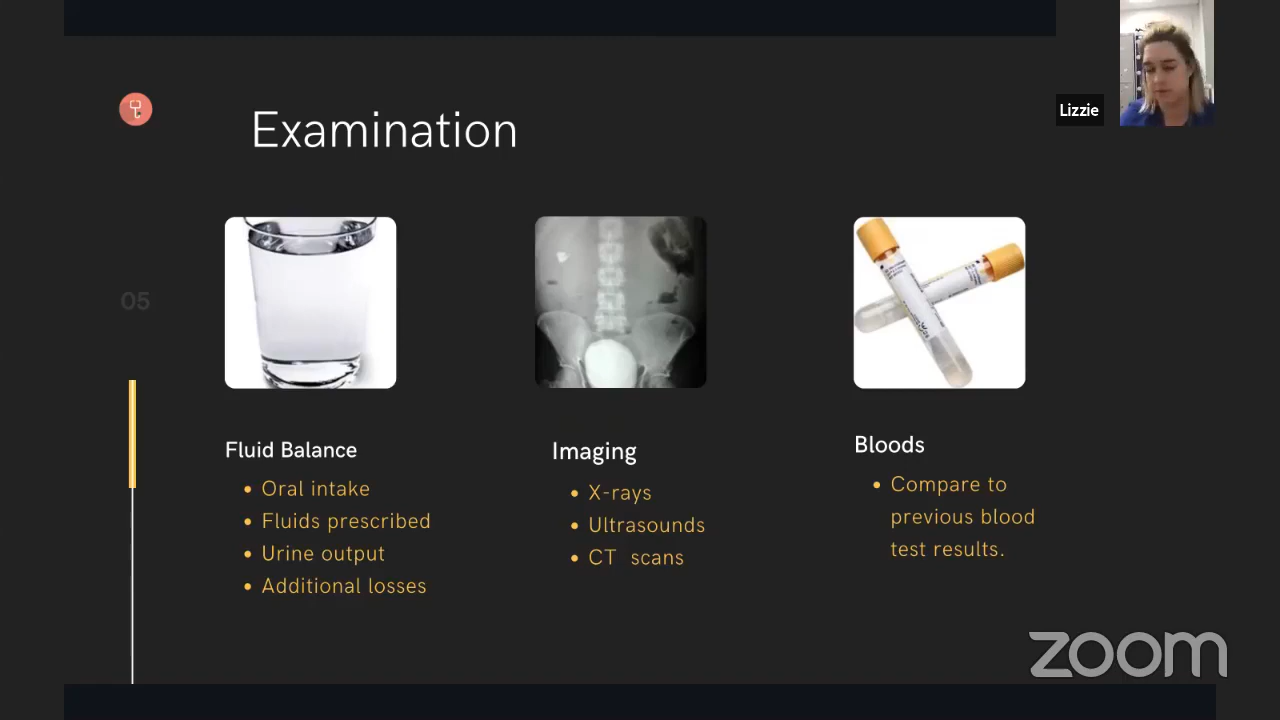 Lizzie
Examination
05
Fluid Balance
Oral intake
Fluids prescribed
Urine output
Additional losses
Imaging
X-rays
Ultrasounds
CT scans
Bloods
Compare to
previous blood
test results.
zoom